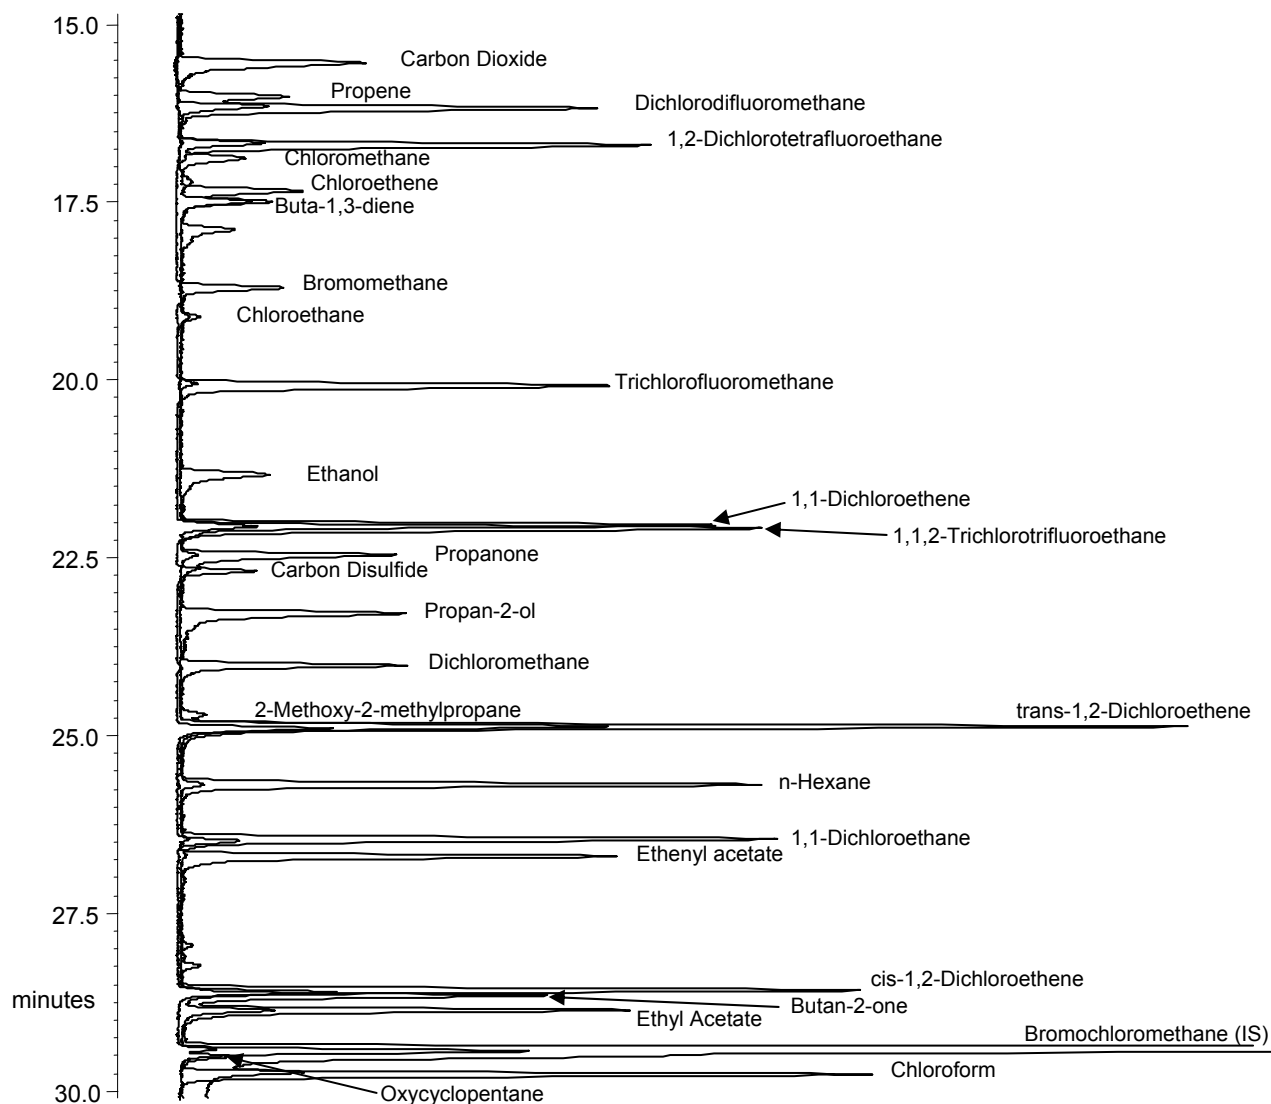 15.0
Carbon Dioxide
Propene
Dichlorodifluoromethane
1,2-Dichlorotetrafluoroethane
Chloromethane
Chloroethene
17.5
Buta-1,3-diene
Bromomethane
Chloroethane
20.0
Trichlorofluoromethane
Ethanol
1,1-Dichloroethene
1,1,2-Trichlorotrifluoroethane
Propanone
22.5
Carbon Disulfide
Propan-2-ol
Dichloromethane
2-Methoxy-2-methylpropane
trans-1,2-Dichloroethene
25.0
n-Hexane
1,1-Dichloroethane
Ethenyl acetate
27.5
cis-1,2-Dichloroethene
minutes
Butan-2-one
Ethyl Acetate
Bromochloromethane (IS)
Chloroform
30.0
Oxycyclopentane